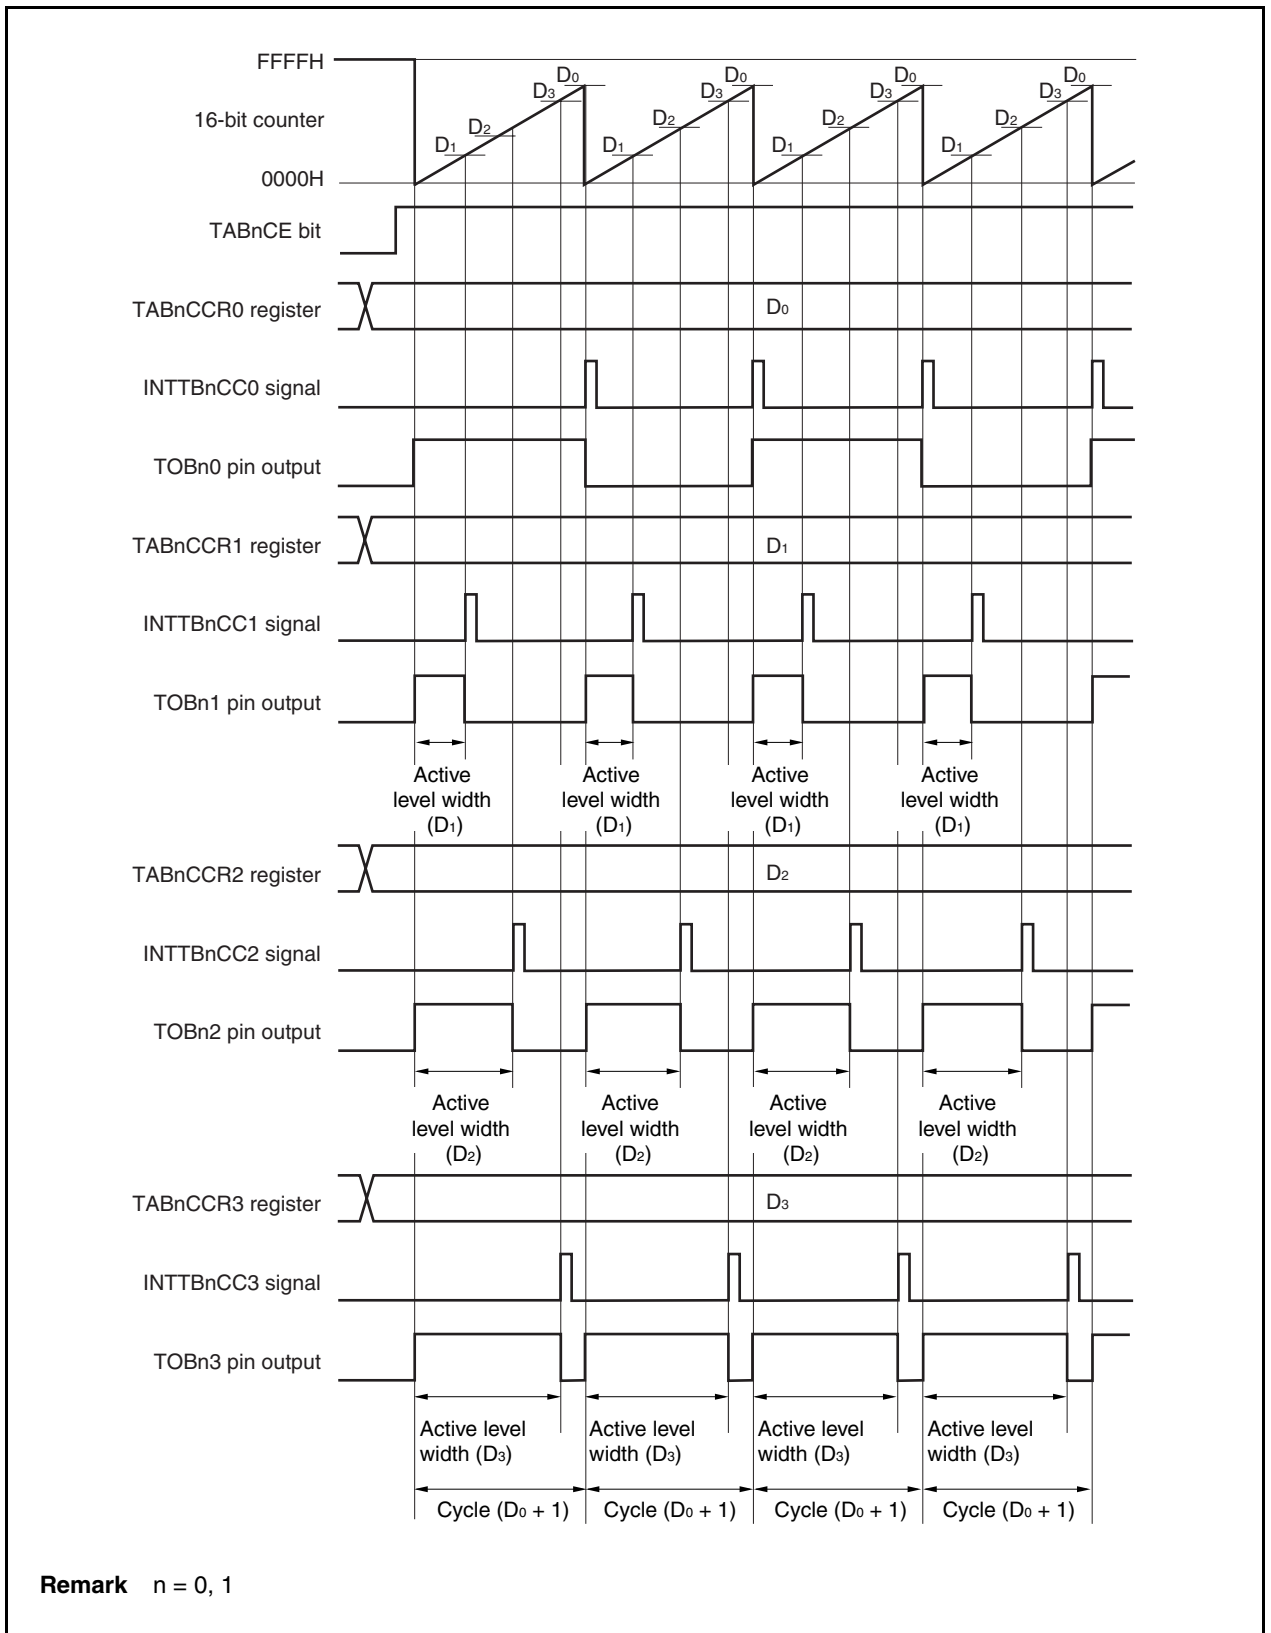 FFFFH
16-bit counter
0000H
D1 D2 D3 D0 D1 D2 D3 D0 D1 D2 D3 D0 D1 D2 D3 D0
TABnCE bit
TABnCCR0 register D0
INTTBnCC0 signal
TOBn0 pin output
TABnCCR1 register D1
INTTBnCC1 signal
TOBn1 pin output
Active
level width
(D1)
Active
level width
(D1)
Active
level width
(D1)
Active
level width
(D1)
TABnCCR2 register D2
INTTBnCC2 signal
TOBn2 pin output
Active
level width
(D2)
Active
level width
(D2)
Active
level width
(D2)
Active
level width
(D2)
TABnCCR3 register D3
INTTBnCC3 signal
TOBn3 pin output
Active level
width (D3)
Active level
width (D3)
Active level
width (D3)
Active level
width (D3)
Cycle (D0 + 1) Cycle (D0 + 1) Cycle (D0 + 1) Cycle (D0 + 1)
Remark n = 0, 1